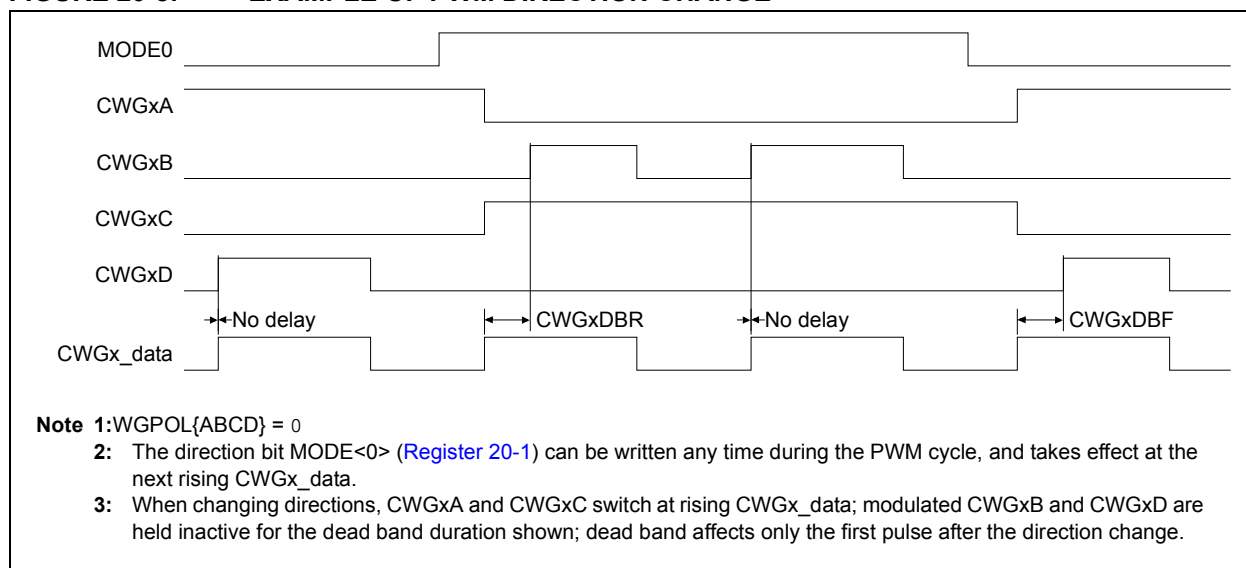 MODE0
CWGxA
CWGxB
CWGxC
CWGxD
No delay CWGxDBR No delay CWGxDBF
CWGx_data
Note 1:WGPOL{ABCD} = 0
2: The direction bit MODE<0> (Register 20-1) can be written any time during the PWM cycle, and takes effect at the
next rising CWGx_data.
3: When changing directions, CWGxA and CWGxC switch at rising CWGx_data; modulated CWGxB and CWGxD are
held inactive for the dead band duration shown; dead band affects only the first pulse after the direction change.